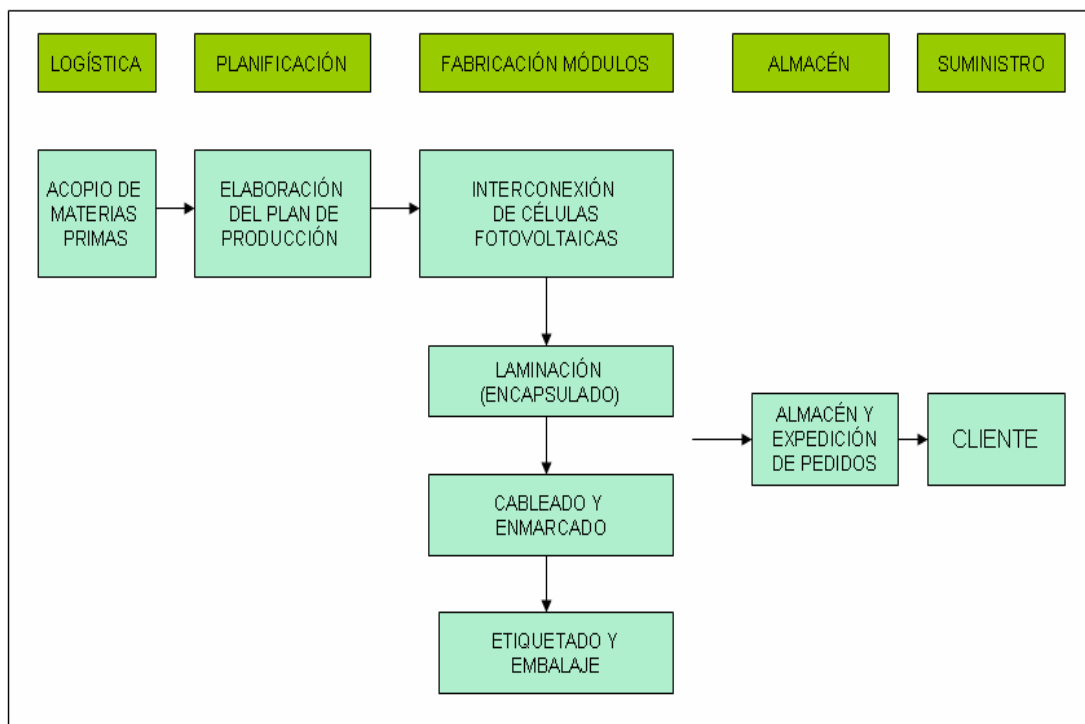 LOGÍSTICA
PLANIFICACIÓN
FABRICACIÓN MÓDULOS
ALMACÉN
SUMINISTRO
ACOPIO DE
MATERIAS
PRIMAS
ELABORACIÓN
DEL PLAN DE
PRODUCCIÓN
INTERCONEXIÓN
DE CÉLULAS
FOTOVOLTAICAS
LAMINACIÓN
(ENCAPSULADO)
CABLEADO Y
ENMARCADO
ETIQUETADO Y
EMBALAJE
ALMACÉN Y
EXPEDICIÓN
DE PEDIDOS
CLIENTE